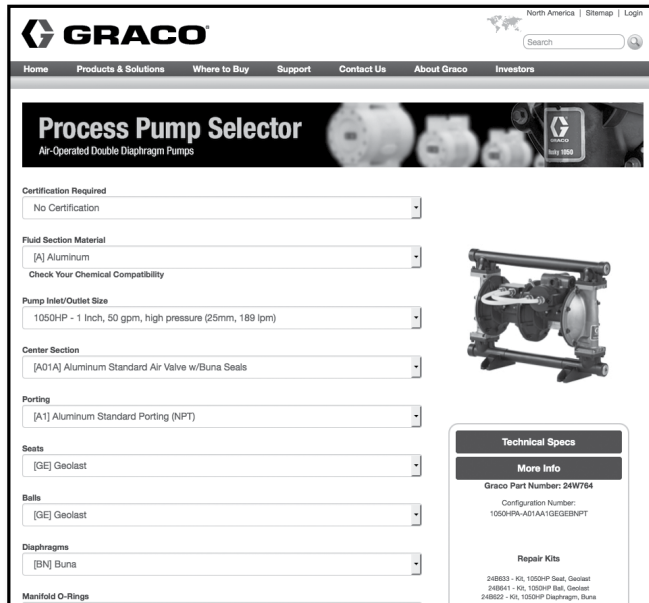 North America | Sitemap | Login
GRACO
Search
Home Products & Solutions Where to Buy Support Contact Us About Graco Investors
Process Pump Selector
Air-Operated Double Diaphragm Pumps
GRACO
Husky 1050
Certification Required
No Certification
Fluid Section Material
[A] Aluminum
Check Your Chemical Compatibility
Pump Inlet/Outlet Size
1050HP - 1 Inch, 50 gpm, high pressure (25mm, 189 lpm)
Center Section
[A01A] Aluminum Standard Air Valve w/Buna Seals
Porting
[A1] Aluminum Standard Porting (NPT)
Seats
[GE] Geolast
Balls
[GE] Geolast
Diaphragms
[BN] Buna
Manifold O-Rings
Technical Specs
More Info
Graco Part Number: 24W764
Configuration Number:
1050HPA-A01AA1GEGEBNPT
Repair Kits
24B633 - Kit, 1050HP Seat, Geolast
24B641 - Kit, 1050HP Ball, Geolast
24B622 - Kit, 1050HP Diaphragm, Buna